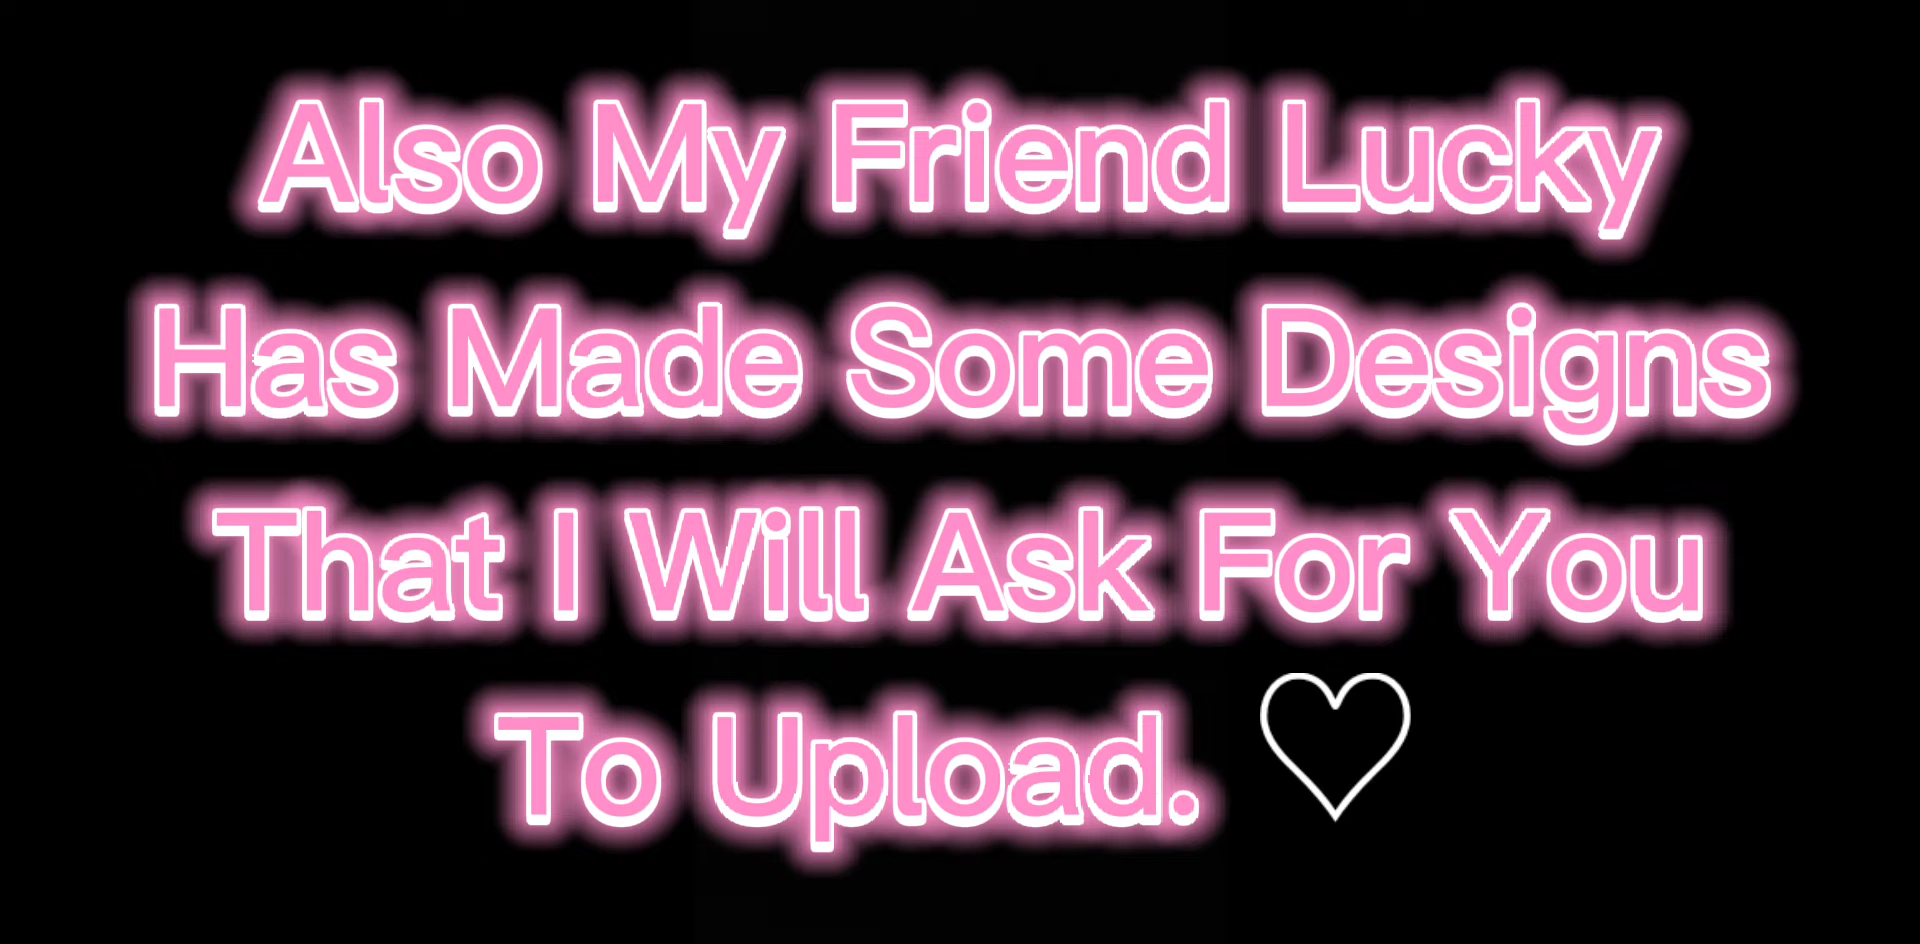 Also My Friend Lucky
Has Made Some Designs
That I Will Ask For You
To Upload. ♡